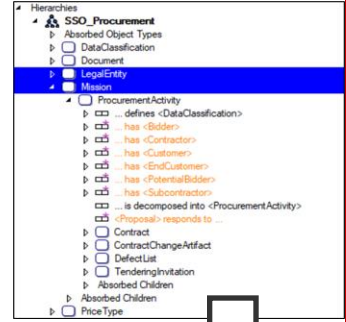 Hierarchies
SSO_Procurement
Absorbed Object Types
DataClassification
Document
LegalEntity
Mission
ProcurementActivity
... defines <DataClassification>
... has <Bidder>
... has <Contractor>
... has <Customer>
... has <EndCustomer>
... has <PotentialBidder>
... has <Subcontractor>
... is decomposed into <ProcurementActivity>
<Proposal> responds to ...
Contract
ContractChangeArtifact
DefectList
TenderingInvitation
Absorbed Children
Absorbed Children
PriceType